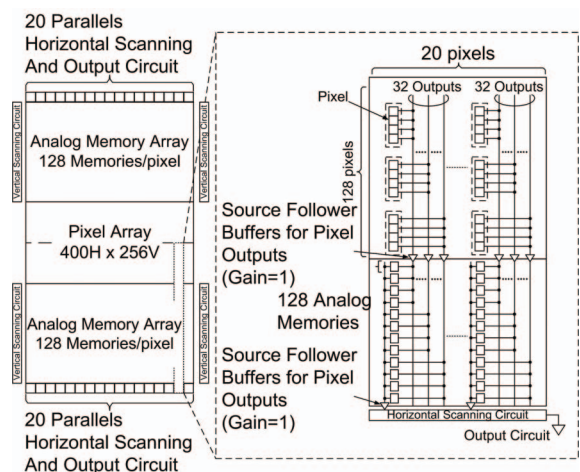 20 Parallels
Horizontal Scanning
And Output Circuit
Vertical Scanning Circuit
Vertical Scanning Circuit
Analog Memory Array
128 Memories/pixel
Pixel Array
400H x 256V
Vertical Scanning Circuit
Vertical Scanning Circuit
Analog Memory Array
128 Memories/pixel
20 Parallels
Horizontal Scanning
And Output Circuit
20 pixels
32 Outputs
32 Outputs
Pixel
128 pixels
Source Follower
Buffers for Pixel
Outputs
(Gain=1)
128 Analog
Memories
Source Follower
Buffers for Pixel
Outputs
(Gain=1)
Horizontal Scanning Circuit
Output Circuit